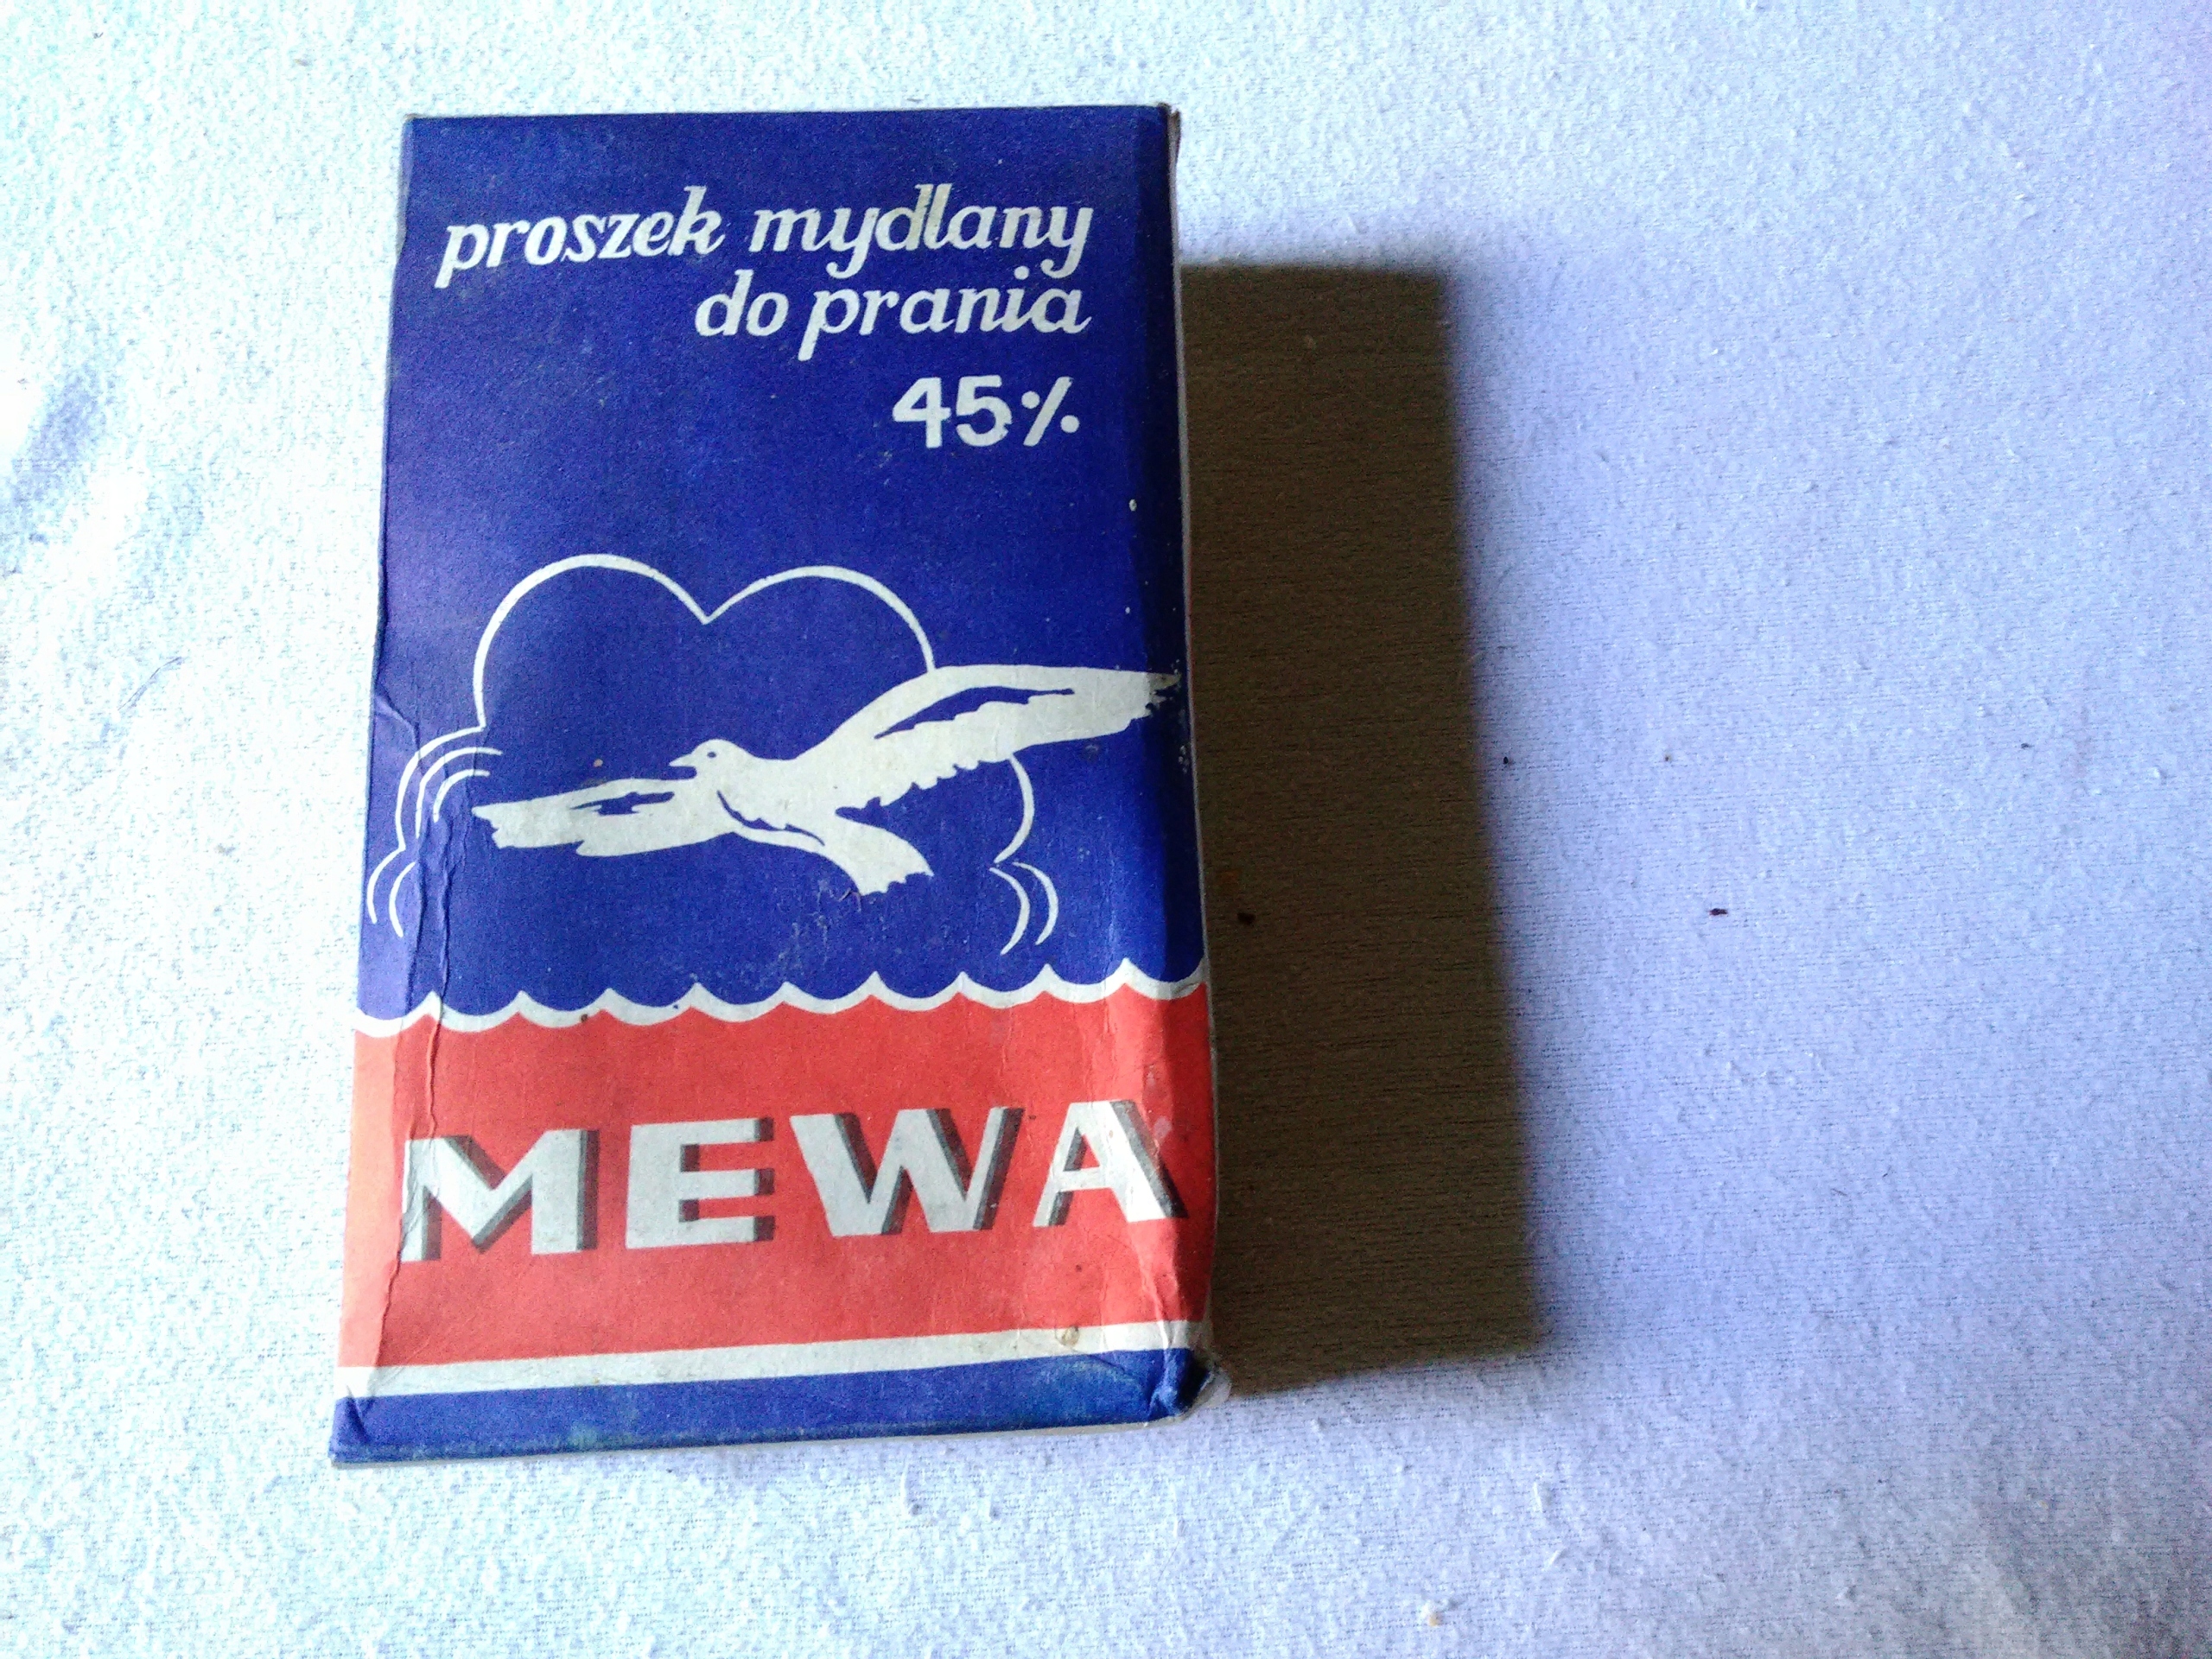 proszek mydlany
do prania
45%
MEWA